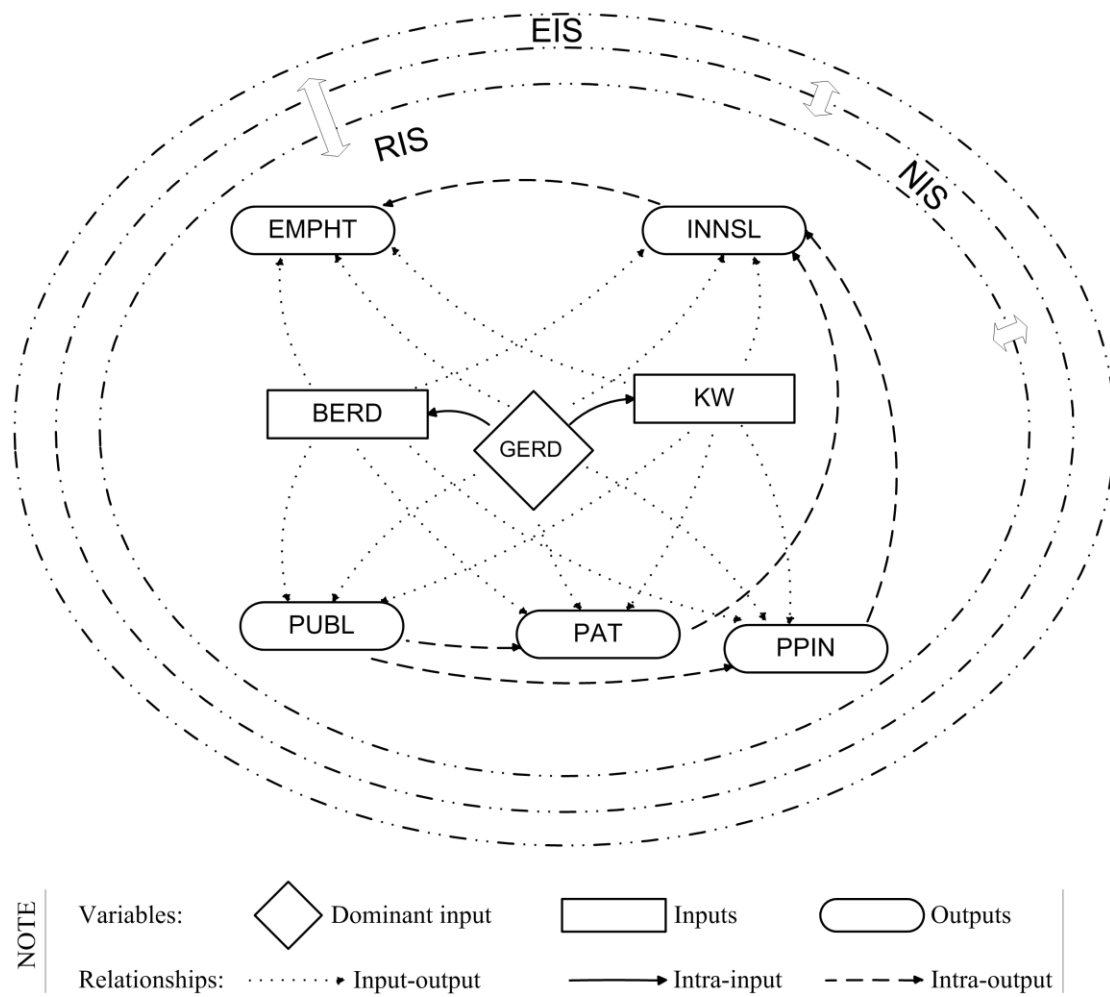 EIS
RIS
NIS
EMPHT
INNSL
BERD
KW
GERD
PUBL
PAT
PPIN
NOTE
Variables: Dominant input Inputs Outputs
Relationships: Input-output Intra-input Intra-output